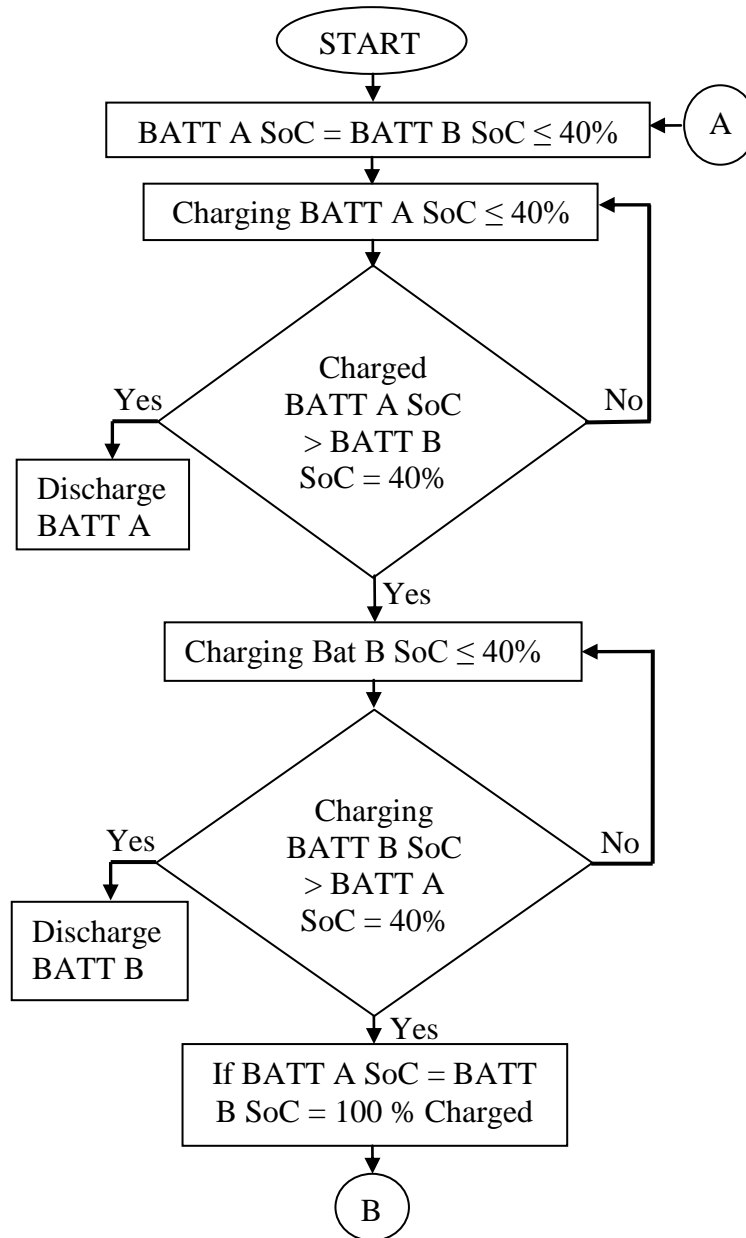 START
BATT A SoC = BATT B SoC ≤ 40%
A
Charging BATT A SoC ≤ 40%
Charged
BATT A SoC
> BATT B
SoC = 40%
Yes
No
Discharge
BATT A
Yes
Charging Bat B SoC ≤ 40%
Charging
BATT B SoC
> BATT A
SoC = 40%
Yes
No
Discharge
BATT B
Yes
If BATT A SoC = BATT
B SoC = 100 % Charged
B